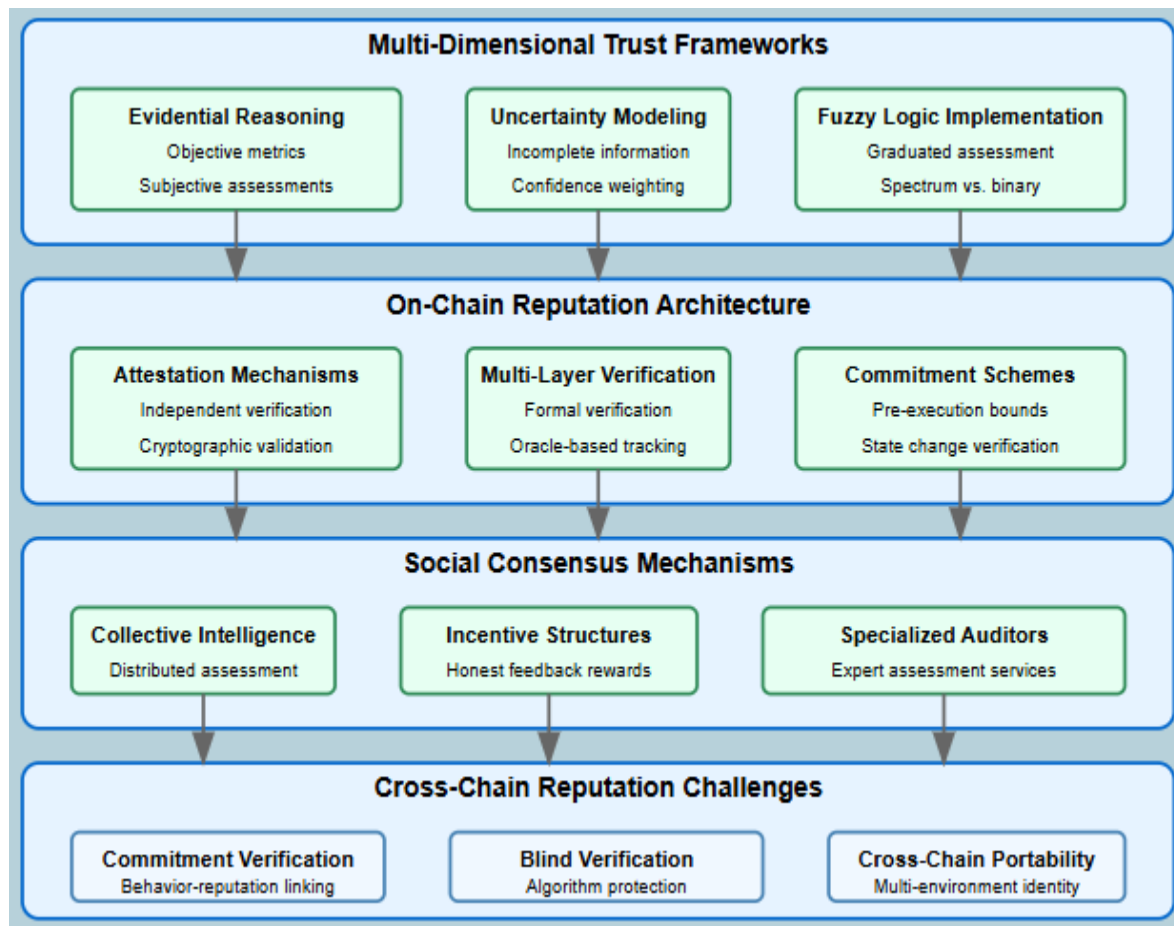 Multi-Dimensional Trust Frameworks
Evidential Reasoning
Objective metrics
Subjective assessments
Uncertainty Modeling
Incomplete information
Confidence weighting
Fuzzy Logic Implementation
Graduated assessment
Spectrum vs. binary
On-Chain Reputation Architecture
Attestation Mechanisms
Independent verification
Cryptographic validation
Multi-Layer Verification
Formal verification
Oracle-based tracking
Commitment Schemes
Pre-execution bounds
State change verification
Social Consensus Mechanisms
Collective Intelligence
Distributed assessment
Incentive Structures
Honest feedback rewards
Specialized Auditors
Expert assessment services
Cross-Chain Reputation Challenges
Commitment Verification
Behavior-reputation linking
Blind Verification
Algorithm protection
Cross-Chain Portability
Multi-environment identity